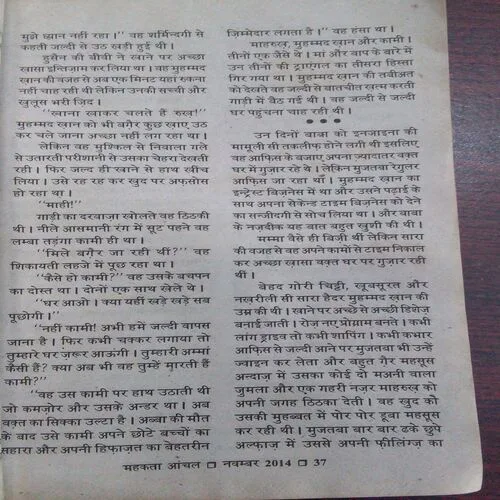 मुझे ध्यान नहीं रहा।" वह शर्मिन्दगी से
कहती जल्दी से उठ खड़ी हुई थी।
हुसैन की बीवी ने खाने पर अच्छा
खासा इन्तिज़ाम कर लिया था। वह मुहम्मद
ख़ान की वजह से अब एक मिनट यहां रुकना
नहीं चाह रही थी लेकिन उनकी सच्ची और
खुलूस भरी ज़िद।
"खाना खाकर चलते हैं रुख़!"
मुहम्मद ख़ान को भी बगैर कुछ खाए उठ
कर चले जाना अच्छा नहीं लग रहा था।
लेकिन वह मुश्किल से निवाला गले
से उतारती परीशानी से उसका चेहरा देखती
रही। फिर जल्द ही खाने से हाथ खींच
लिया। उसे रह रह कर खुद पर अफ़सोस
हो रहा था।
"माही!"
गाड़ी का दरवाज़ा खोलते वह ठिठकी
थी। नीले आसमानी रंग में सूट पहने वह
लम्बा तड़ंगा कामी ही था।
"मिले बगैर जा रही थीं?" वह
शिकायती लहजे में पूछ रहा था।
"कैसे हो कामी?" वह उसके बचपन
का दोस्त था। दोनों एक साथ खेले थे।
"घर आओ। क्या यहीं खड़े खड़े सब
पूछोगी।"
"नहीं कामी! अभी हमें जल्दी वापस
जाना है। फिर कभी चक्कर लगाया तो
तुम्हारे घर ज़रूर आऊंगी। तुम्हारी अम्मां
कैसी हैं? क्या अब भी वह तुम्हें मारती हैं
कामी?"
"वह उस कामी पर हाथ उठाती थी
जो कमज़ोर और उसके अन्डर था। अब
वक़्त का सिक्का उल्टा है। अब्बा की मौत
के बाद उसे कामी अपने छोटे बच्चों का
सहारा और अपनी हिफ़ाज़त का बेहतरीन
ज़िम्मेदार लगता है।" वह हंसा था।
माहरुख़, मुहम्मद ख़ान और कामी।
तीनों एक जैसे थे। मां और बाप के बारे में
उन तीनों की ट्राएंगल का तीसरा हिस्सा
गिर गया था। मुहम्मद ख़ान की तबीअत
को देखते वह जल्दी से बातचीत खत्म करती
गाड़ी में बैठ गई थी। वह जल्दी से जल्दी
घर पहुंचना चाह रही थी।
उन दिनों बाबा को इनजाइना की
मामूली सी तकलीफ़ होने लगी थी इसलिए
वह आफिस के बजाए अपना ज़्यादातर वक़्त
घर में गुज़ार रहे थे। लेकिन मुजतबा रेगुलर
आफिस जा रहा था। मुहम्मद ख़ान का
इन्ट्रेस्ट बिज़नेस में था और उसने पढ़ाई के
साथ अपना सेकेन्ड टाइम बिज़नेस को देने
का सन्जीदगी से सोच लिया था। और बाबा
के नज़दीक यह बात बहुत खुशी की थी।
मम्मा वैसे ही बिज़ी थीं लेकिन सारा
की वजह से वह अपने कामों से टाइम निकाल
कर अच्छा ख़ासा वक़्त घर पर गुज़ार रही
थीं।
बेहद गोरी चिट्टी, खूबसूरत और
नखरीली सी सारा हैदर मुहम्मद ख़ान की
उम्र की थी। खाने पर अच्छे से अच्छी डिशेज़
बनाई जातीं। रोज़ नए प्रोग्राम बनते। कभी
लांग ड्राइव तो कभी शापिंग। कभी कभार
आफिस से जल्दी आने पर मुजतबा भी उन्हें
ज्वाइन कर लेता और बहुत गैर महसूस
अन्दाज़ में उसका कोई दो मअनी वाला
जुमला और एक गहरी नज़र माहरुख़ को
अपनी जगह ठिठका देती। वह खुद को
उसकी मुहब्बत में पोर पोर डूबा महसूस
कर रही थी। मुजतबा बार बार ढके छुपे
अल्फ़ाज़ में उससे अपनी फीलिंग्ज़ का
महकता आंचल □ नवम्बर 2014 □ 37